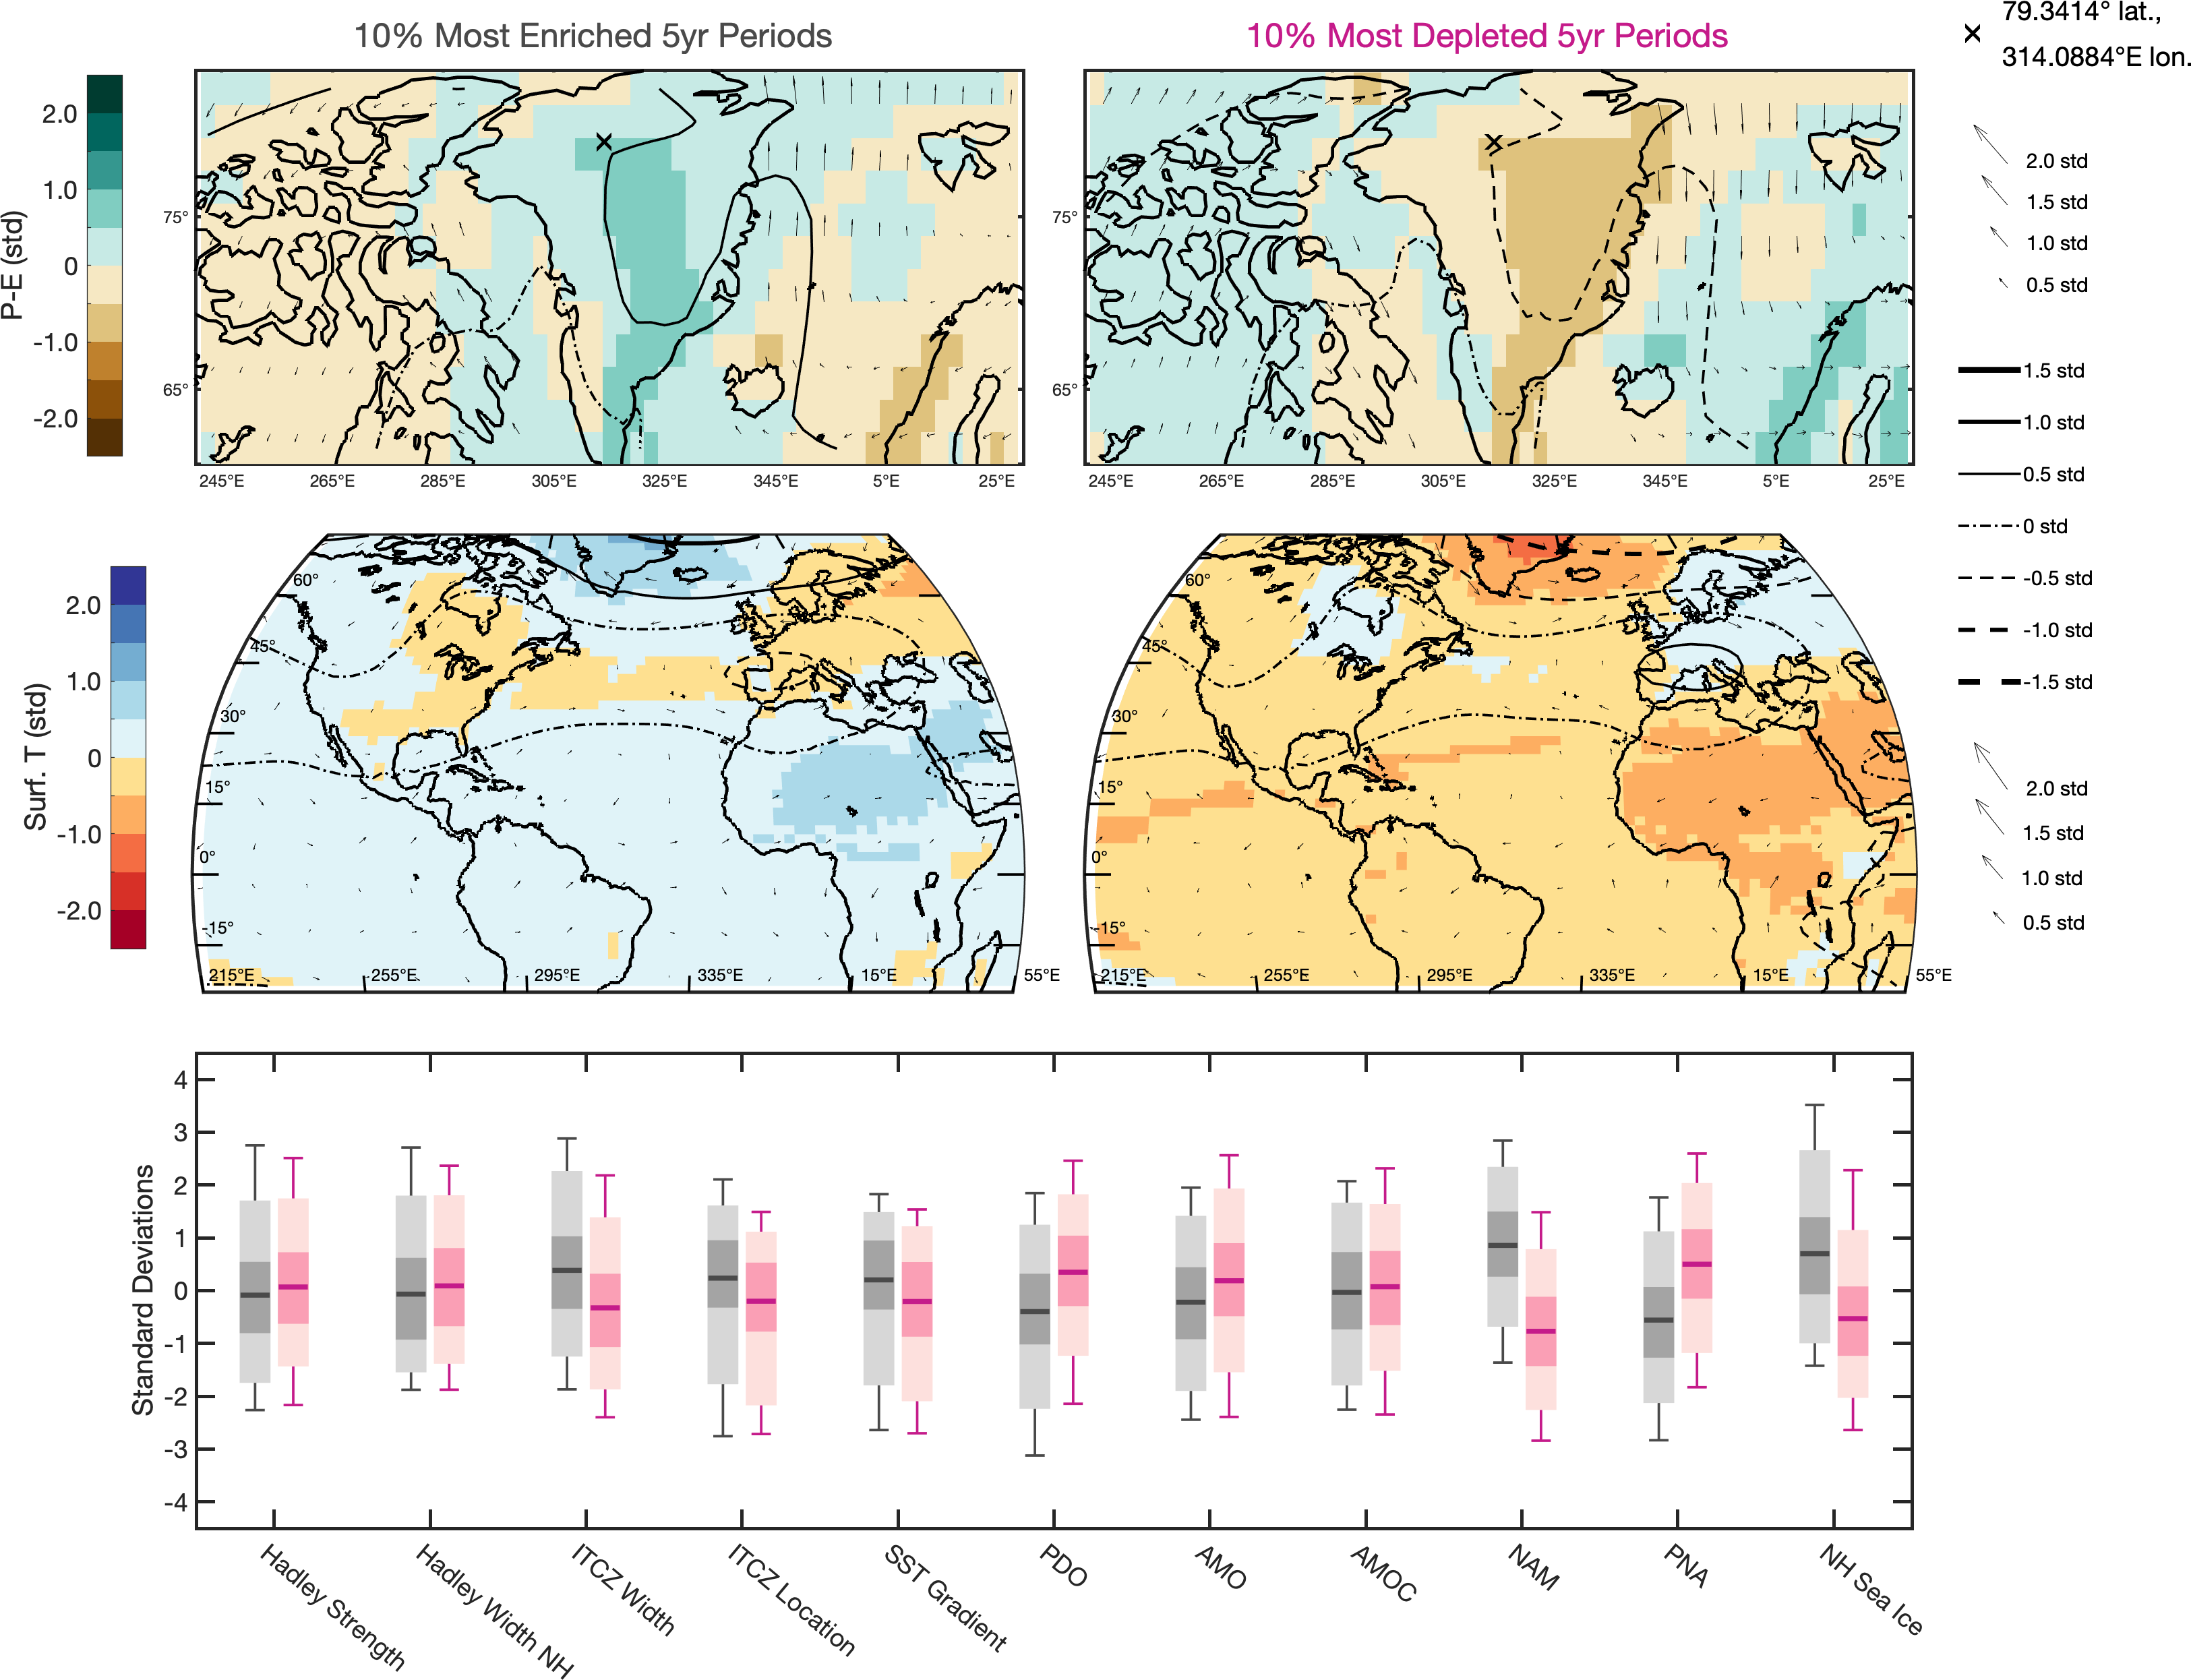 10% Most Enriched 5yr Periods
10% Most Depleted 5yr Periods
79.3414° lat.,
314.0884°E lon.
P-E (std)
2.0
1.0
0
-1.0
-2.0
75°
65°
245°E 265°E 285°E 305°E 325°E 345°E 5°E 25°E
75°
65°
245°E 265°E 285°E 305°E 325°E 345°E 5°E 25°E
2.0 std
1.5 std
1.0 std
0.5 std
1.5 std
1.0 std
0.5 std
0 std
-0.5 std
-1.0 std
-1.5 std
Surf. T (std)
2.0
1.0
0
-1.0
-2.0
60°
45°
30°
15°
0°
-15°
215°E 255°E 295°E 335°E 15°E 55°E
60°
45°
30°
15°
0°
-15°
215°E 255°E 295°E 335°E 15°E 55°E
2.0 std
1.5 std
1.0 std
0.5 std
Standard Deviations
4
3
2
1
0
-1
-2
-3
-4
Hadley Strength
Hadley Width NH
ITCZ Width
ITCZ Location
SST Gradient
PDO
AMO
AMOC
NAM
PNA
NH Sea Ice